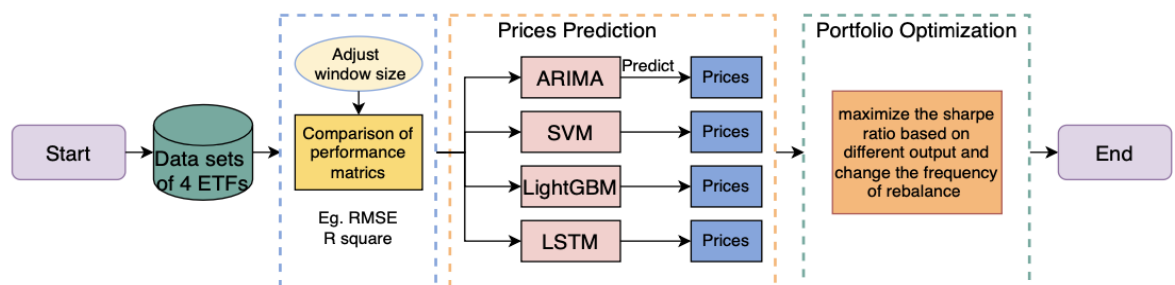 Start
Data sets
of 4 ETFs
Adjust
window size
Comparison of
performance
matrics
Eg. RMSE
R square
Prices Prediction
ARIMA
Predict
Prices
SVM
Prices
LightGBM
Prices
LSTM
Prices
Portfolio Optimization
maximize the sharpe
ratio based on
different output and
change the frequency
of rebalance
End